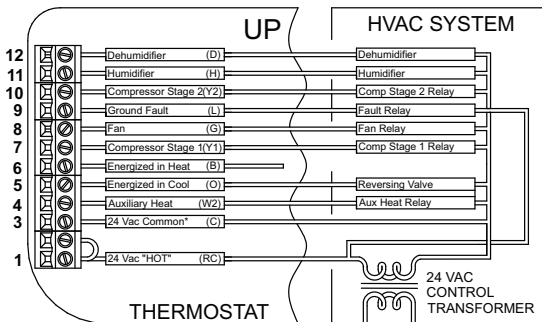 UP HVAC SYSTEM
12 Dehumidifier (D) Dehumidifier
11 Humidifier (H) Humidifier
10 Compressor Stage 2(Y2) Comp Stage 2 Relay
9 Ground Fault (L) Fault Relay
8 Fan (G) Fan Relay
7 Compressor Stage 1(Y1) Comp Stage 1 Relay
6 Energized in Heat (B)
5 Energized in Cool (O) Reversing Valve
4 Auxiliary Heat (W2) Aux Heat Relay
3 24 Vac Common* (C)
1 24 Vac "HOT" (RC)
24 VAC
CONTROL
TRANSFORMER
THERMOSTAT